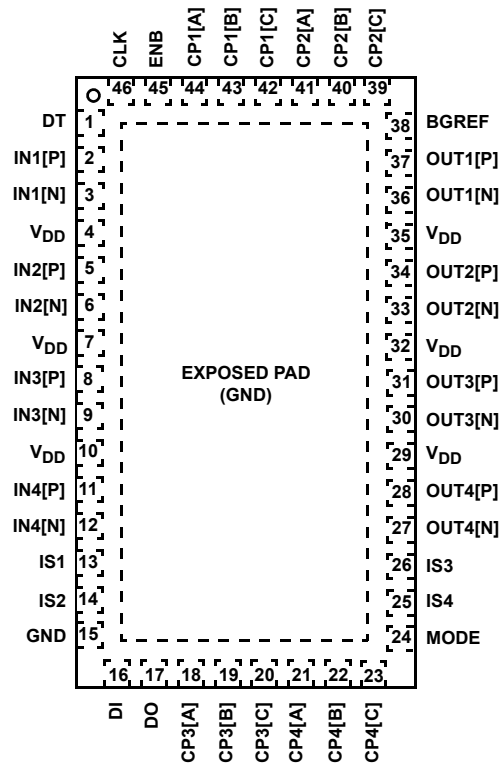 CLK ENB CP1[A] CP1[B] CP1[C] CP2[A] CP2[B] CP2[C]
46 45 44 43 42 41 40 39
DT 1 38 BGREF
IN1[P] 2 37 OUT1[P]
IN1[N] 3 36 OUT1[N]
VDD 4 35 VDD
IN2[P] 5 34 OUT2[P]
IN2[N] 6 33 OUT2[N]
VDD 7 32 VDD
IN3[P] 8 31 OUT3[P]
IN3[N] 9 30 OUT3[N]
VDD 10 29 VDD
IN4[P] 11 28 OUT4[P]
IN4[N] 12 27 OUT4[N]
IS1 13 26 IS3
IS2 14 25 IS4
GND 15 24 MODE
EXPOSED PAD
(GND)
16 17 18 19 20 21 22 23
DI DO CP3[A] CP3[B] CP3[C] CP4[A] CP4[B] CP4[C]